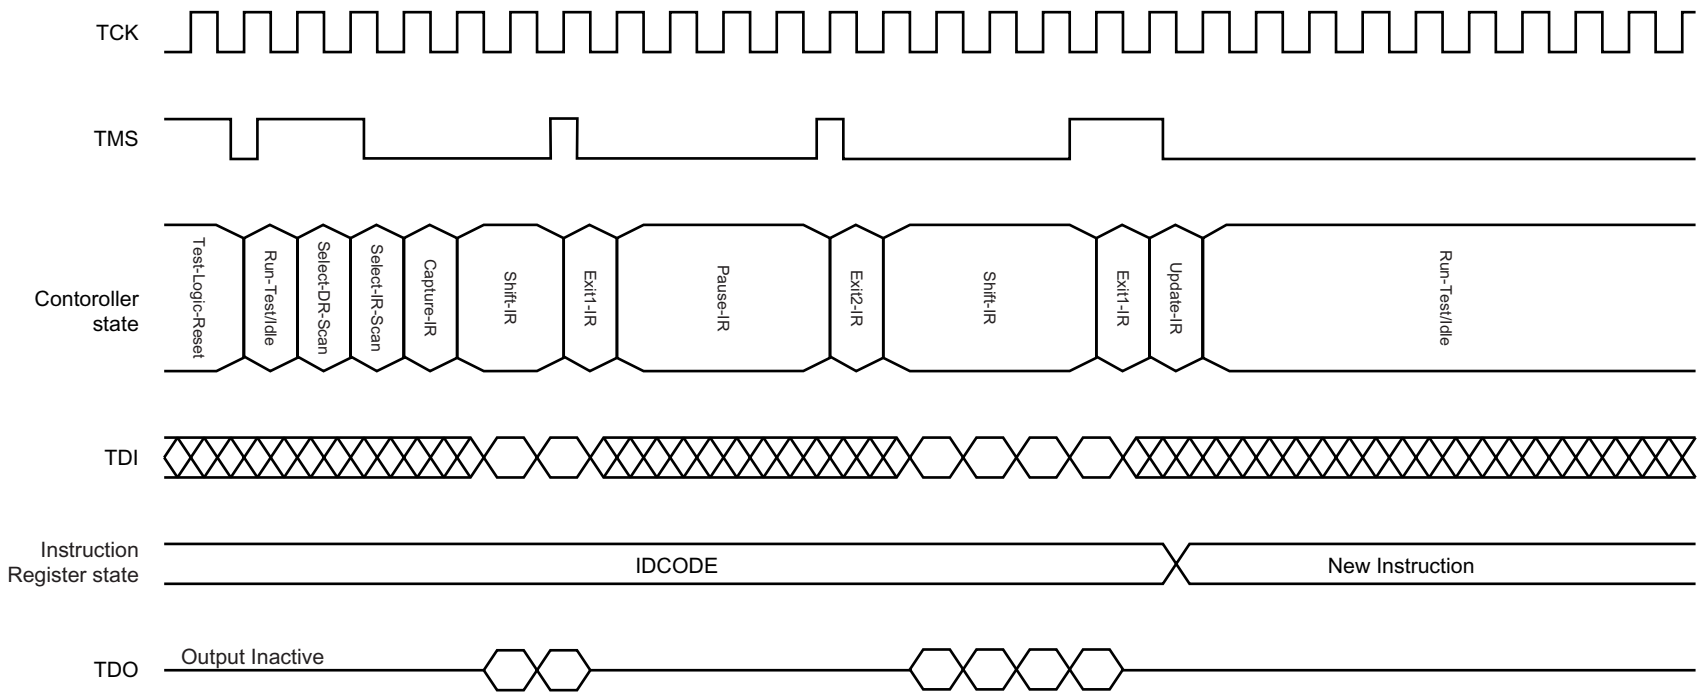 TCK
TMS
Contoroller
state
Test-Logic-Reset
Run-Test/Idle
Select-DR-Scan
Select-IR-Scan
Capture-IR
Shift-IR
Exit1-IR
Pause-IR
Exit2-IR
Shift-IR
Exit1-IR
Update-IR
Run-Test/Idle
TDI
Instruction
Register state
IDCODE
New Instruction
TDO
Output Inactive